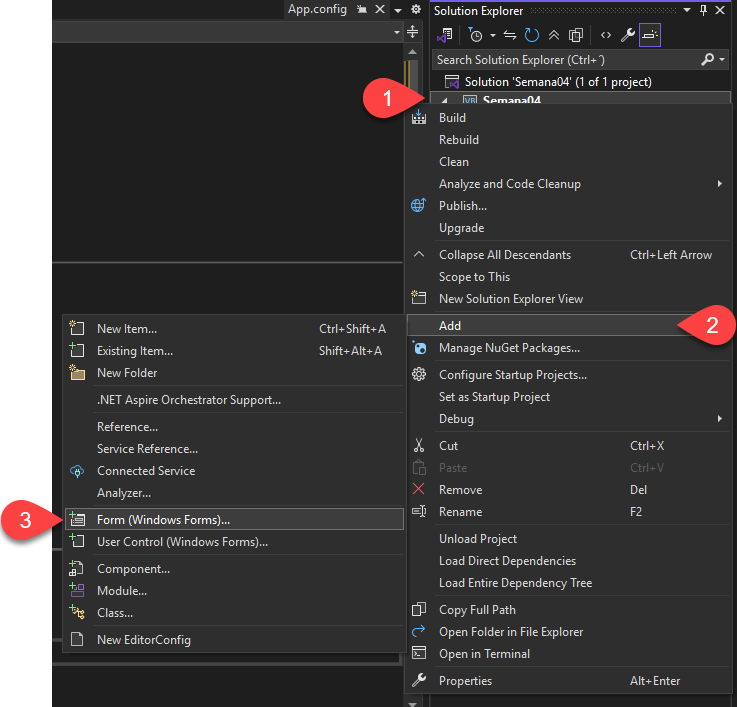 App.config
Solution Explorer
Search Solution Explorer (Ctrl+´)
Solution 'Semana04' (1 of 1 project)
1
VB Semana04
Build
Rebuild
Clean
Analyze and Code Cleanup
Publish...
Upgrade
Collapse All Descendants Ctrl+Left Arrow
Scope to This
New Solution Explorer View
Add
2
Manage NuGet Packages...
Configure Startup Projects...
Set as Startup Project
Debug
Cut Ctrl+X
Paste Ctrl+V
Remove Del
Rename F2
Unload Project
Load Direct Dependencies
Load Entire Dependency Tree
Copy Full Path
Open Folder in File Explorer
Open in Terminal
Properties Alt+Enter
New Item... Ctrl+Shift+A
Existing Item... Shift+Alt+A
New Folder
.NET Aspire Orchestrator Support...
Reference...
Service Reference...
Connected Service
Analyzer...
3
Form (Windows Forms)...
User Control (Windows Forms)...
Component...
Module...
Class...
New EditorConfig